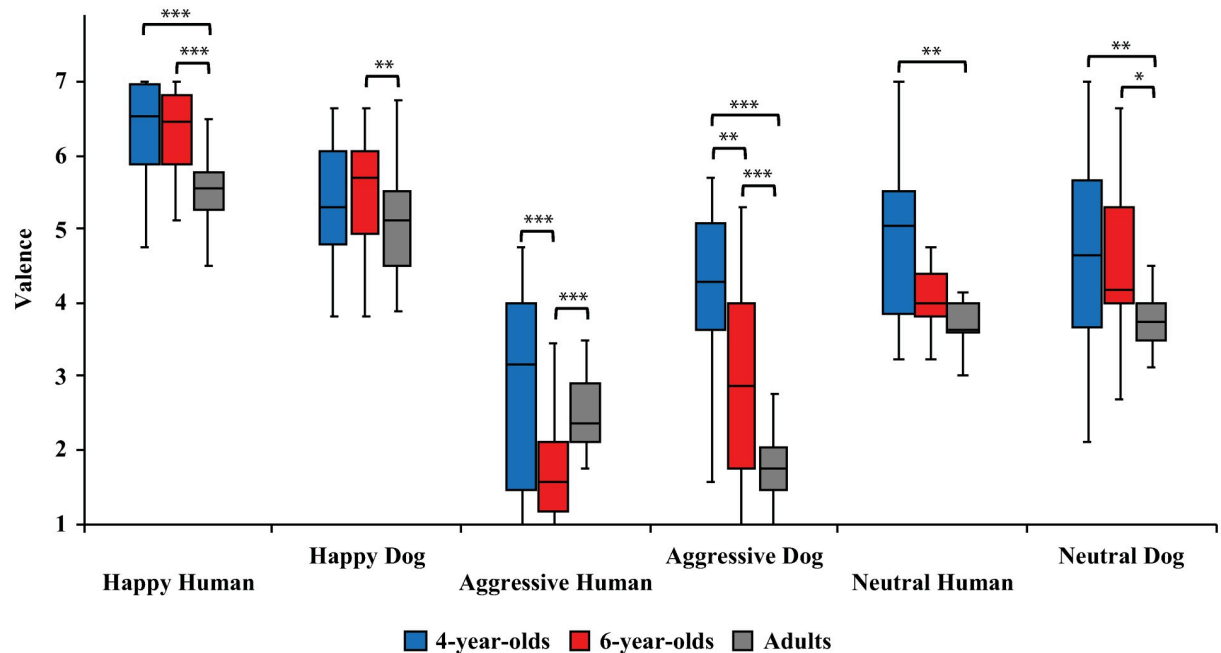 ***
***
**
***
***
***
**
***
**
**
*
7
6
5
4
3
2
1
Valence
Happy Human
Happy Dog
Aggressive Human
Aggressive Dog
Neutral Human
Neutral Dog
4-year-olds 6-year-olds Adults